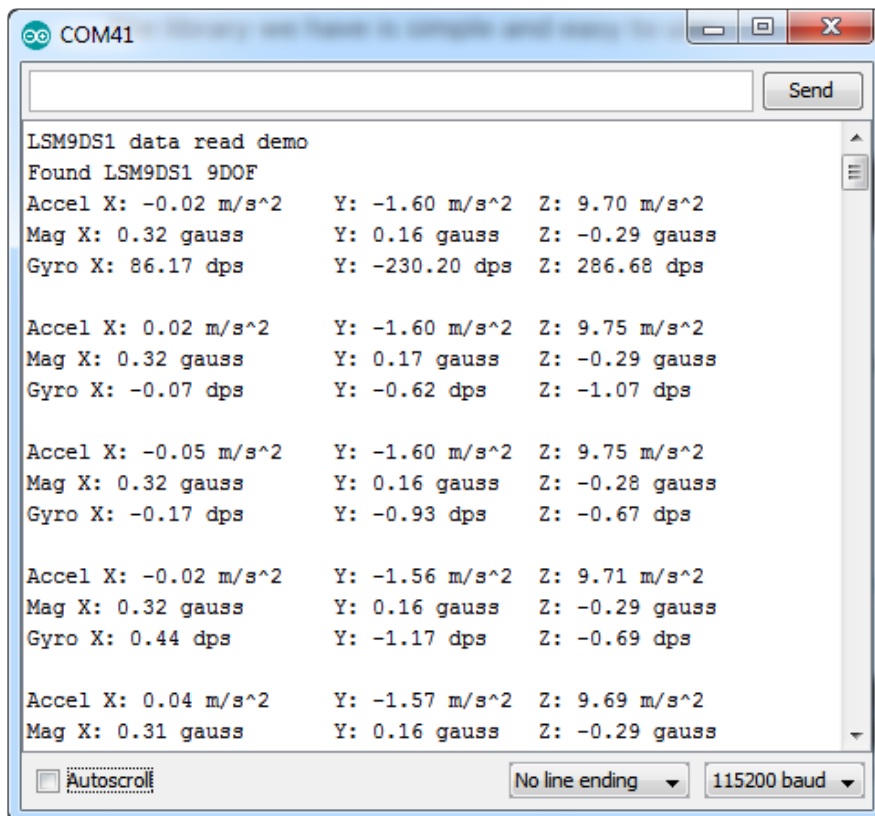 COM41
Send
LSM9DS1 data read demo
Found LSM9DS1 9DOF
Accel X: -0.02 m/s^2 Y: -1.60 m/s^2 Z: 9.70 m/s^2
Mag X: 0.32 gauss Y: 0.16 gauss Z: -0.29 gauss
Gyro X: 86.17 dps Y: -230.20 dps Z: 286.68 dps
Accel X: 0.02 m/s^2 Y: -1.60 m/s^2 Z: 9.75 m/s^2
Mag X: 0.32 gauss Y: 0.17 gauss Z: -0.29 gauss
Gyro X: -0.07 dps Y: -0.62 dps Z: -1.07 dps
Accel X: -0.05 m/s^2 Y: -1.60 m/s^2 Z: 9.75 m/s^2
Mag X: 0.32 gauss Y: 0.16 gauss Z: -0.28 gauss
Gyro X: -0.17 dps Y: -0.93 dps Z: -0.67 dps
Accel X: -0.02 m/s^2 Y: -1.56 m/s^2 Z: 9.71 m/s^2
Mag X: 0.32 gauss Y: 0.16 gauss Z: -0.29 gauss
Gyro X: 0.44 dps Y: -1.17 dps Z: -0.69 dps
Accel X: 0.04 m/s^2 Y: -1.57 m/s^2 Z: 9.69 m/s^2
Mag X: 0.31 gauss Y: 0.16 gauss Z: -0.29 gauss
Autoscroll No line ending 115200 baud